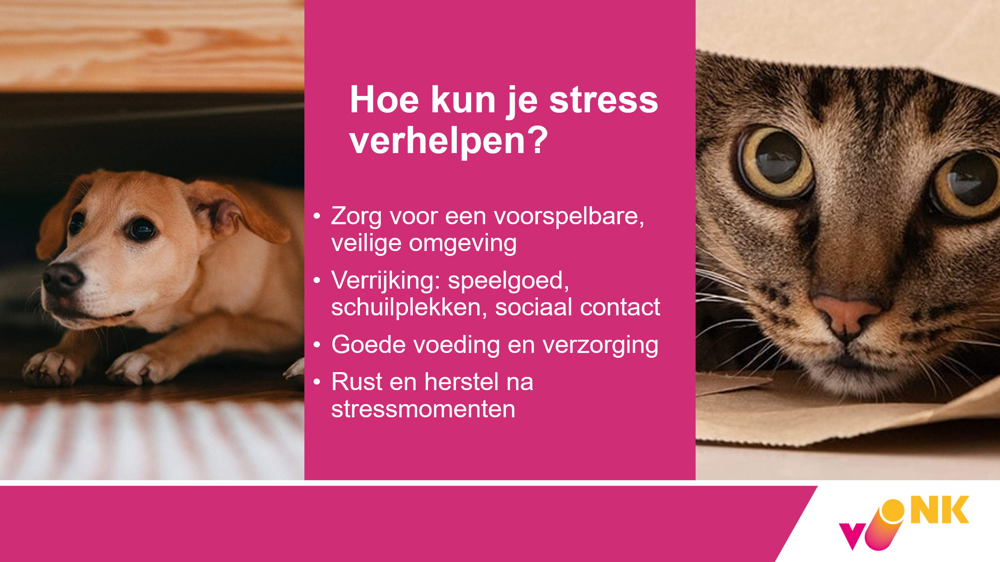 Hoe kun je stress
verhelpen?
• Zorg voor een voorspelbare,
veilige omgeving
• Verrijking: speelgoed,
schuilplekken, sociaal contact
• Goede voeding en verzorging
• Rust en herstel na
stressmomenten
VONK